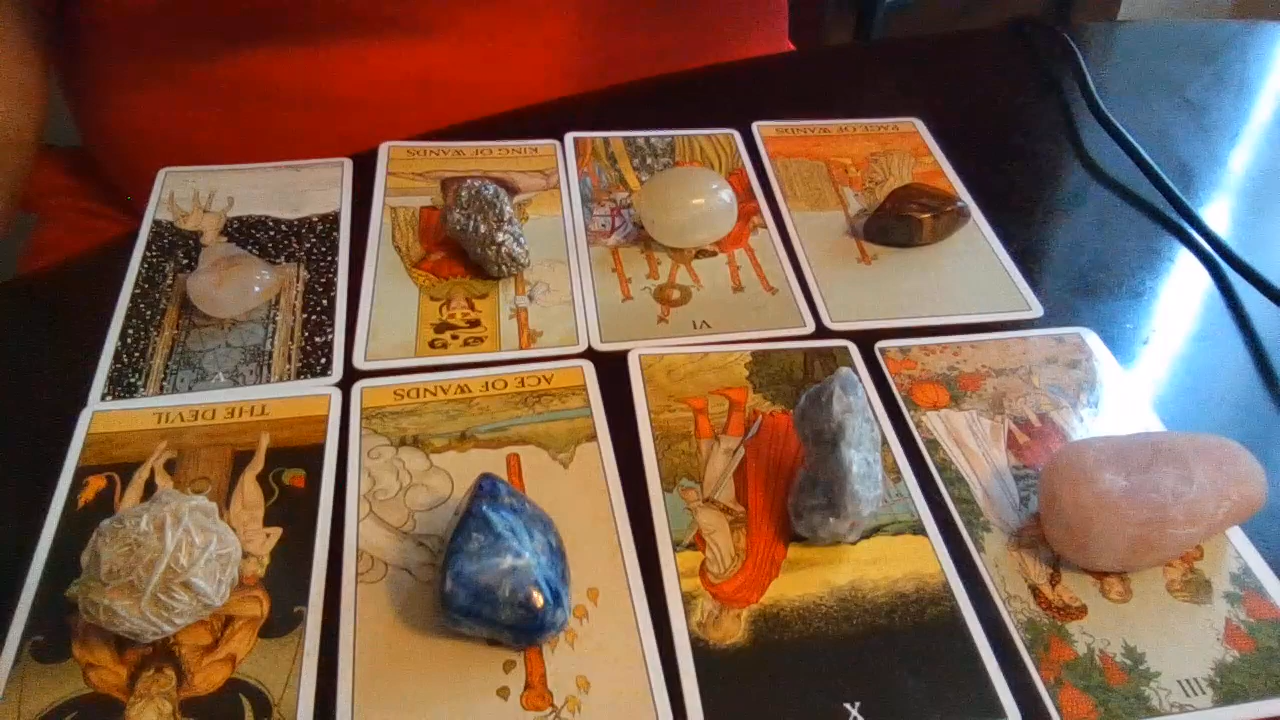 KING OF WANDS
PAGE OF WANDS
VI
V
THE DEVIL
ACE OF WANDS
X
III